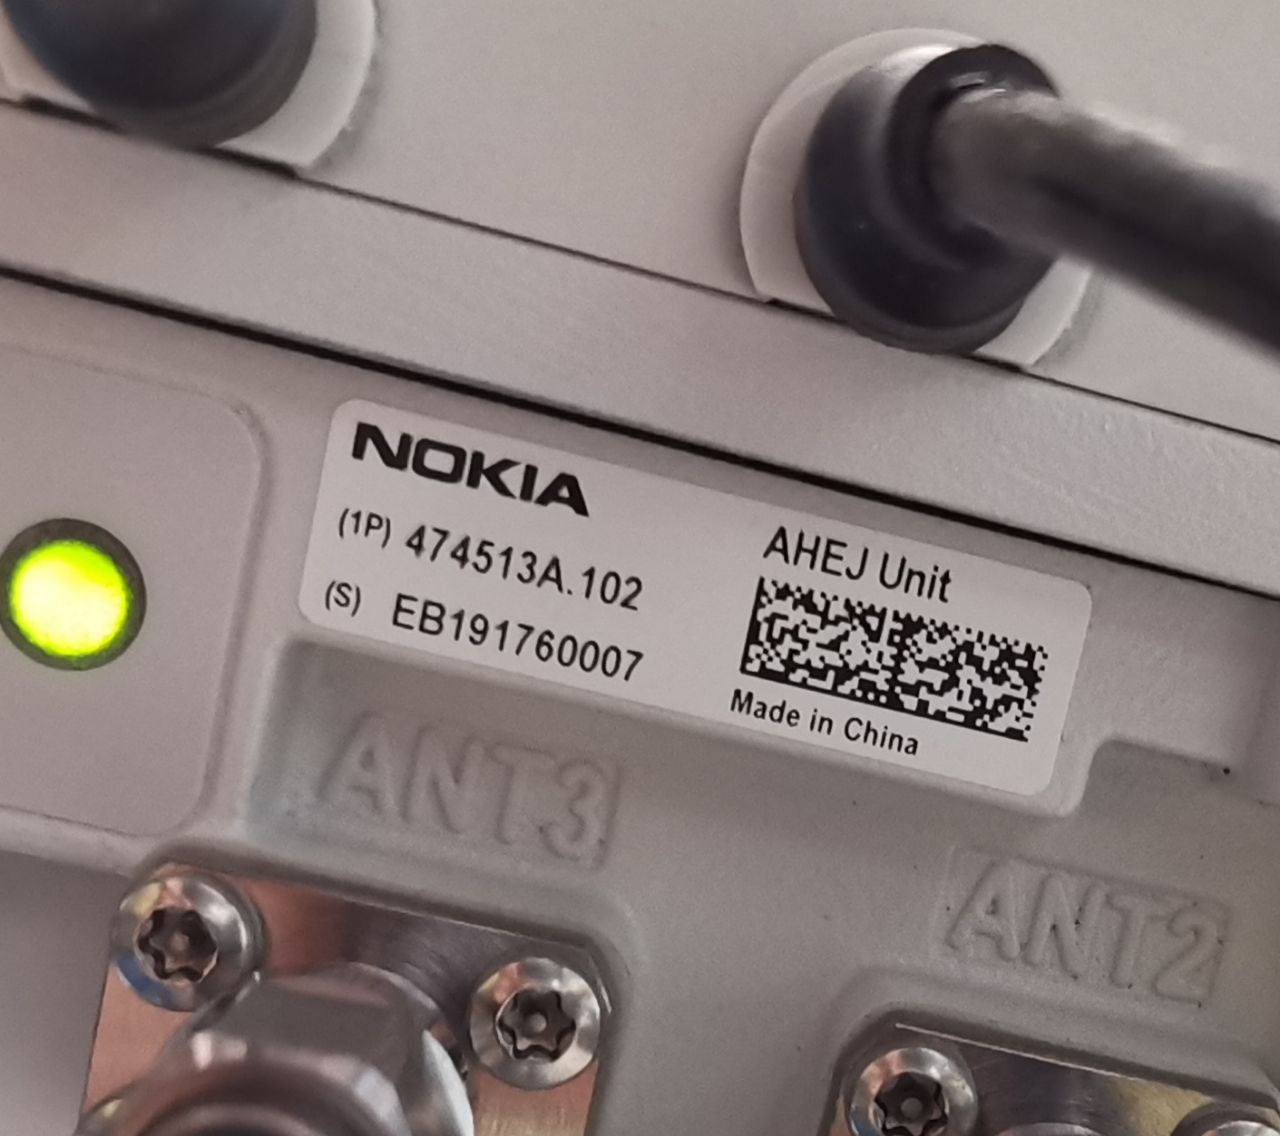 NOKIA
(1P) 474513A.102
(S) EB191760007
AHEJ Unit
Made in China
ANT3
ANT2